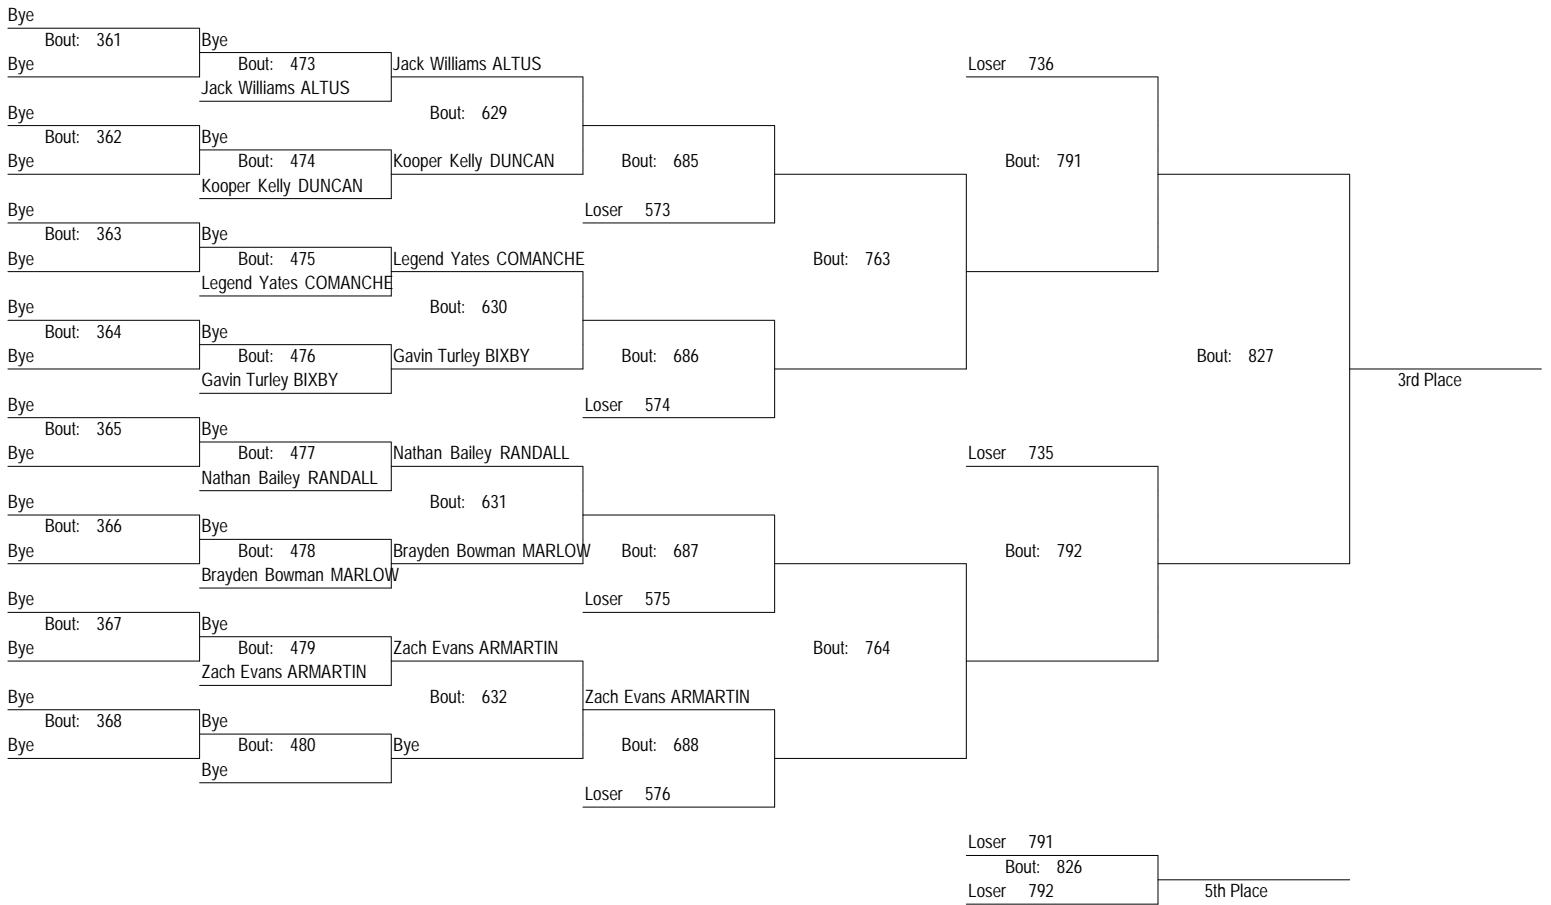 Bye
Bout: 361 Bye
Bye Bout: 473 Jack Williams ALTUS Loser 736
Jack Williams ALTUS
Bye Bout: 629
Bout: 362 Bye
Bye Bout: 474 Kooper Kelly DUNCAN Bout: 685 Bout: 791
Kooper Kelly DUNCAN
Bye Loser 573
Bout: 363 Bye
Bye Bout: 475 Legend Yates COMANCHE Bout: 763
Legend Yates COMANCHE
Bye Bout: 630
Bout: 364 Bye
Bye Bout: 476 Gavin Turley BIXBY Bout: 686 Bout: 827
Gavin Turley BIXBY 3rd Place
Bye Loser 574
Bout: 365 Bye
Bye Bout: 477 Nathan Bailey RANDALL Loser 735
Nathan Bailey RANDALL
Bye Bout: 631
Bout: 366 Bye
Bye Bout: 478 Brayden Bowman MARLOW Bout: 687 Bout: 792
Brayden Bowman MARLOW
Bye Loser 575
Bout: 367 Bye
Bye Bout: 479 Zach Evans ARMARTIN Bout: 764
Zach Evans ARMARTIN
Bye Bout: 632 Zach Evans ARMARTIN
Bout: 368 Bye
Bye Bout: 480 Bye Bout: 688
Bye
Loser 576
Loser 791
Bout: 826
Loser 792 5th Place